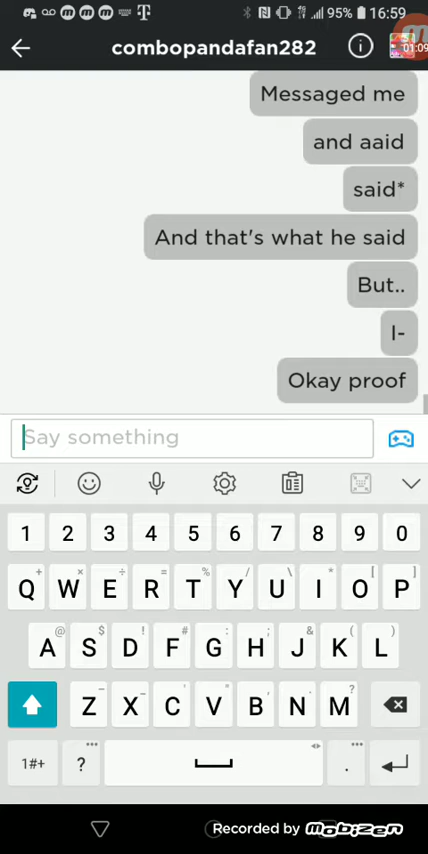 95% 16:59
combopandafan282
01:09
Messaged me
and aaid
said*
And that's what he said
But..
I-
Okay proof
Say something
1 2 3 4 5 6 7 8 9 0
Q W E R T Y U I O P
A S D F G H J K L
Z X C V B N M
1#+ ? .
Recorded by Mobizen